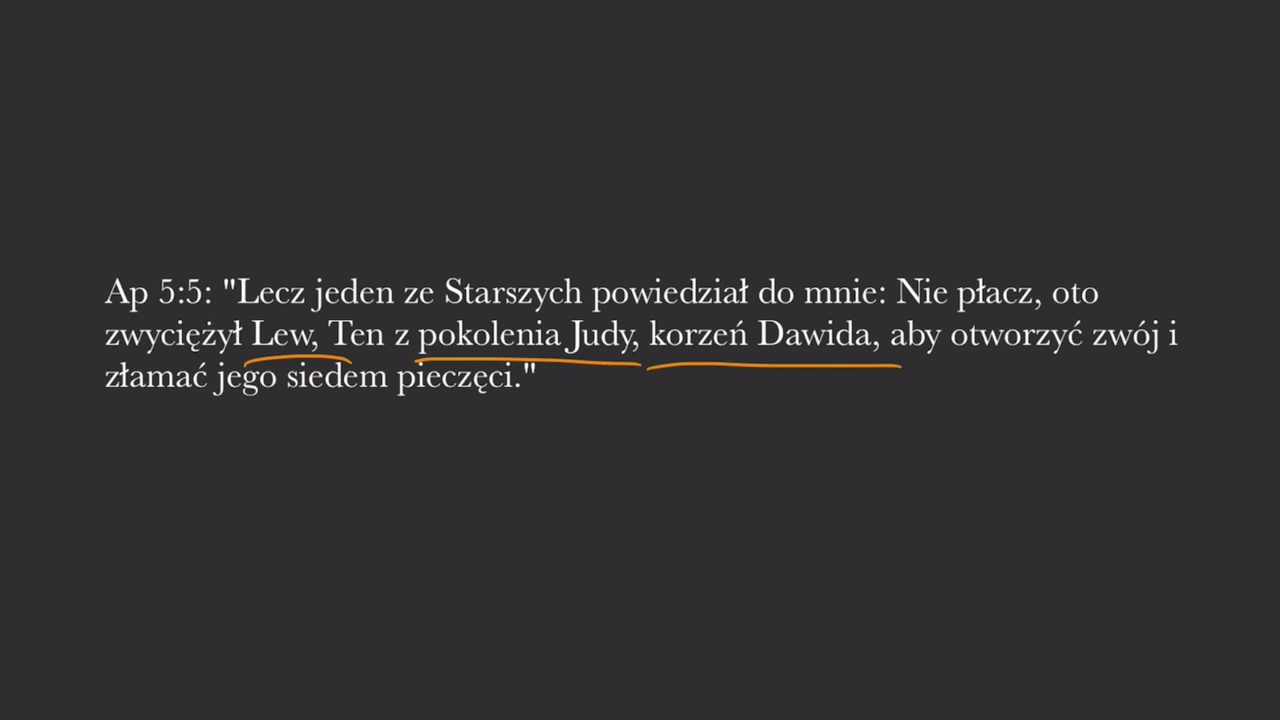 Ap 5:5: "Lecz jeden ze Starszych powiedział do mnie: Nie płacz, oto
zwyciężył Lew, Ten z pokolenia Judy, korzeń Dawida, aby otworzyć zwój i
złamać jego siedem pieczęci."